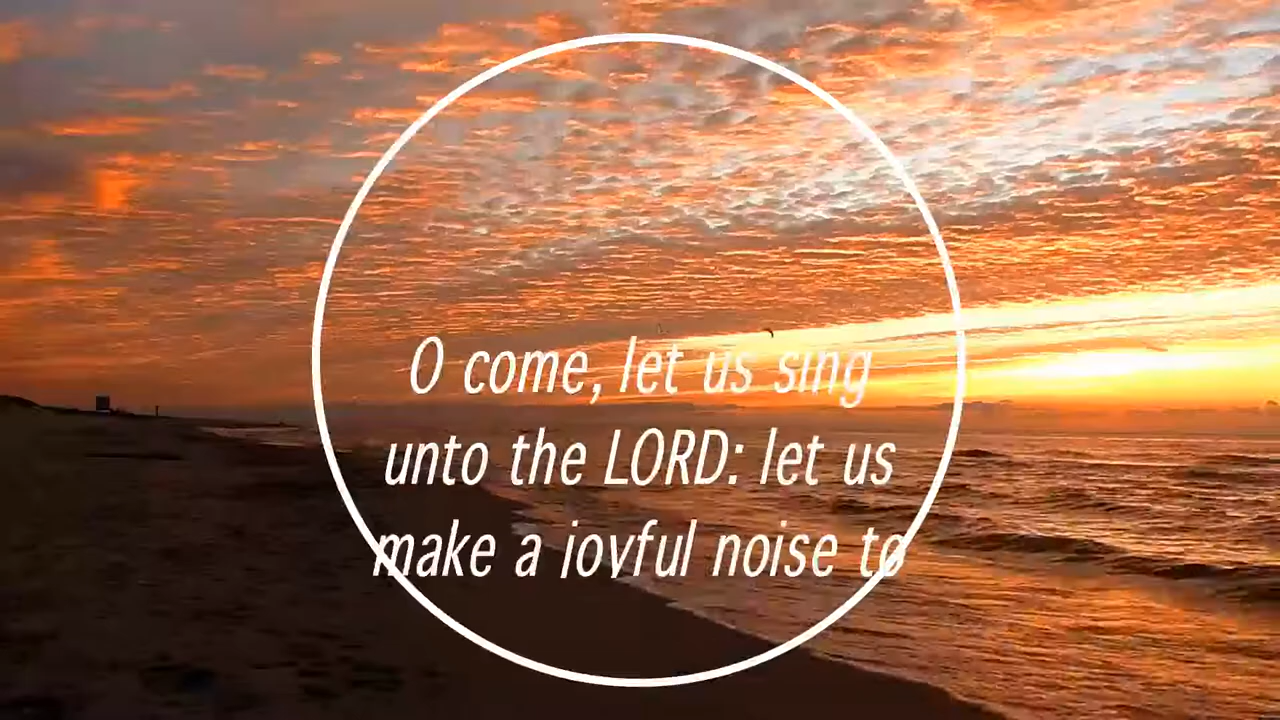 O come, let us sing
unto the LORD: let us
make a joyful noise to